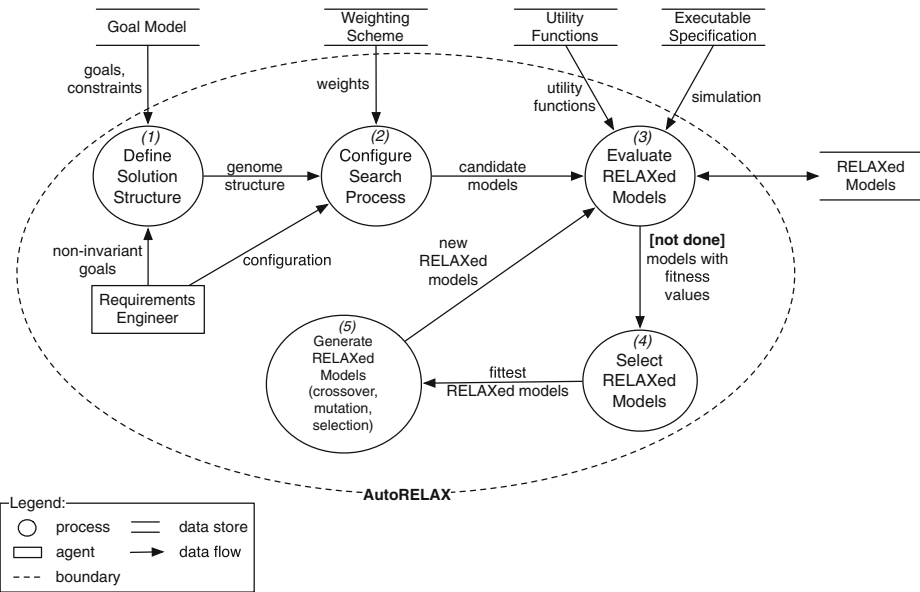 Goal Model
Weighting
Scheme
Utility
Functions
Executable
Specification
goals,
constraints
weights
utility
functions
simulation
(1)
Define
Solution
Structure
genome
structure
(2)
Configure
Search
Process
candidate
models
(3)
Evaluate
RELAXed
Models
RELAXed
Models
non-invariant
goals
configuration
new
RELAXed
models
[not done]
models with
fitness
values
Requirements
Engineer
(5)
Generate
RELAXed
Models
(crossover,
mutation,
selection)
fittest
RELAXed models
(4)
Select
RELAXed
Models
AutoRELAX
Legend:
process
data store
agent
data flow
boundary